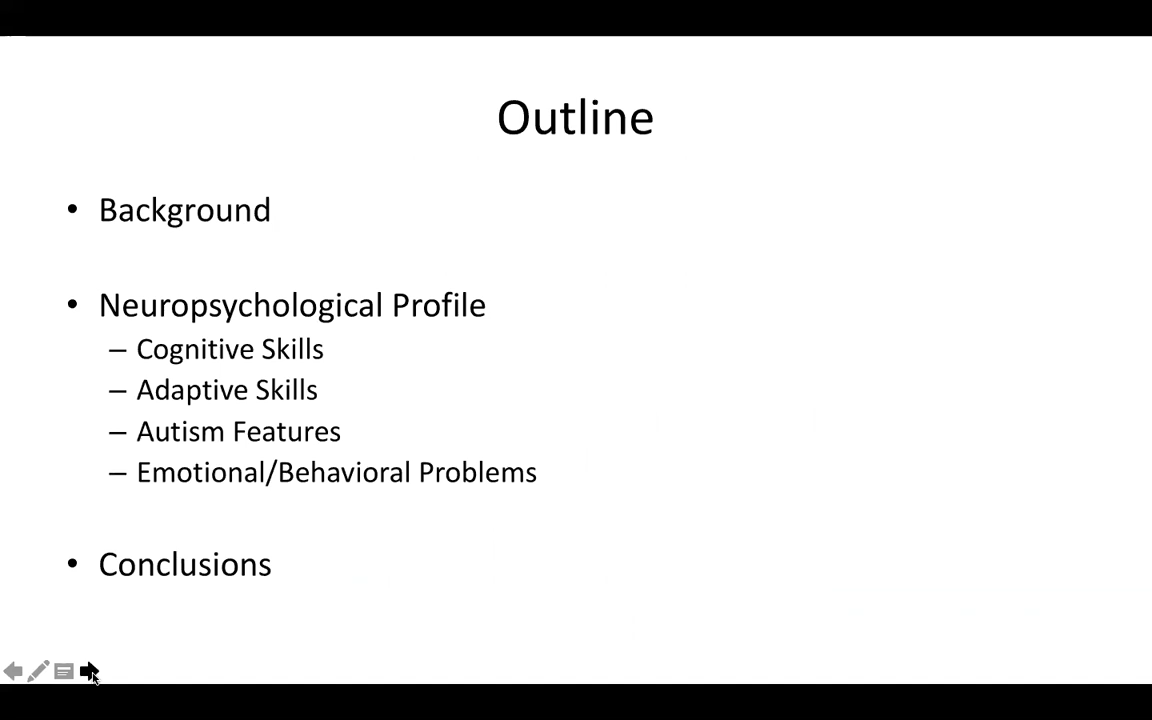 Outline
• Background
• Neuropsychological Profile
– Cognitive Skills
– Adaptive Skills
– Autism Features
– Emotional/Behavioral Problems
• Conclusions